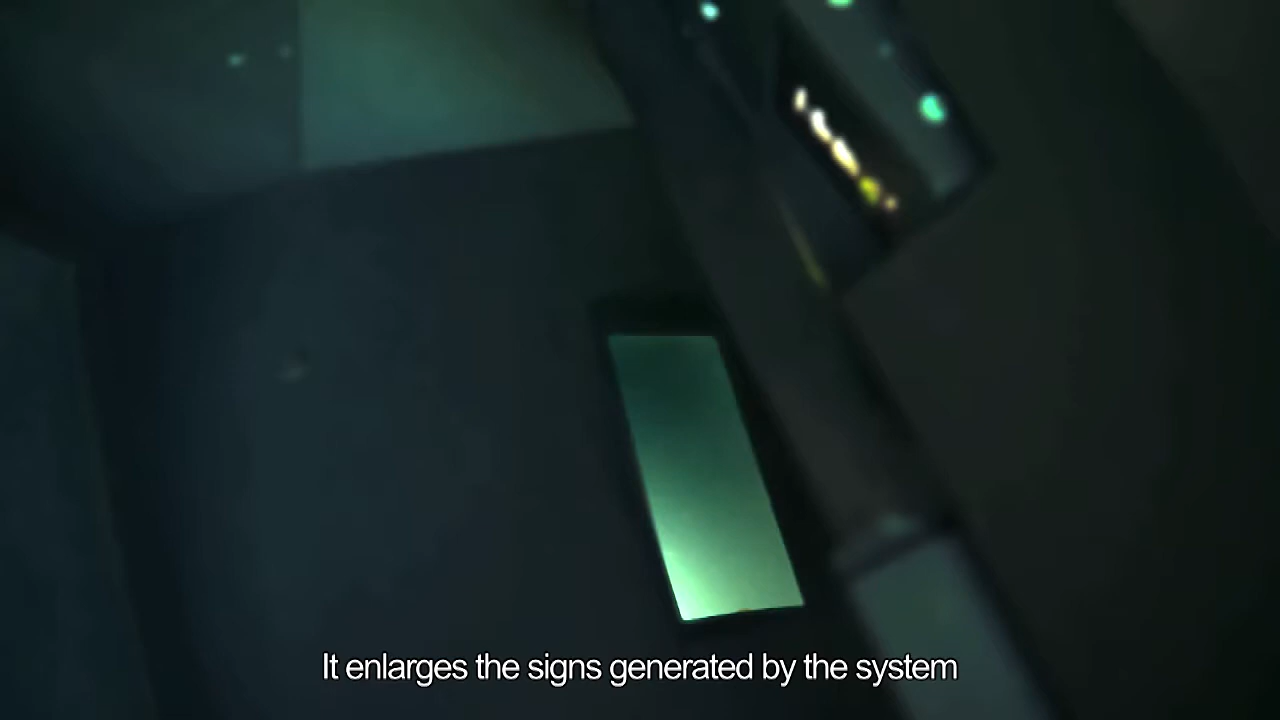 It enlarges the signs generated by the system